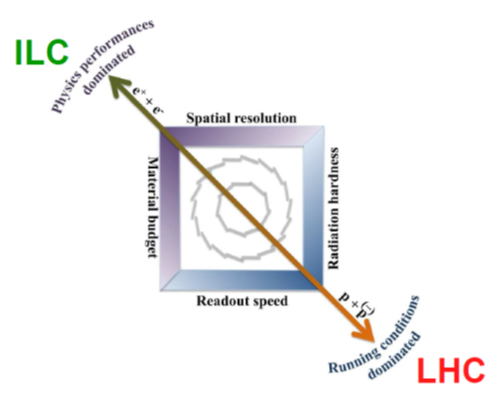 ILC
Physics performances
dominated
e⁺ + e⁻
Spatial resolution
Material budget
Radiation hardness
Readout speed
p + p⁽⁻⁾
Running conditions
dominated
LHC